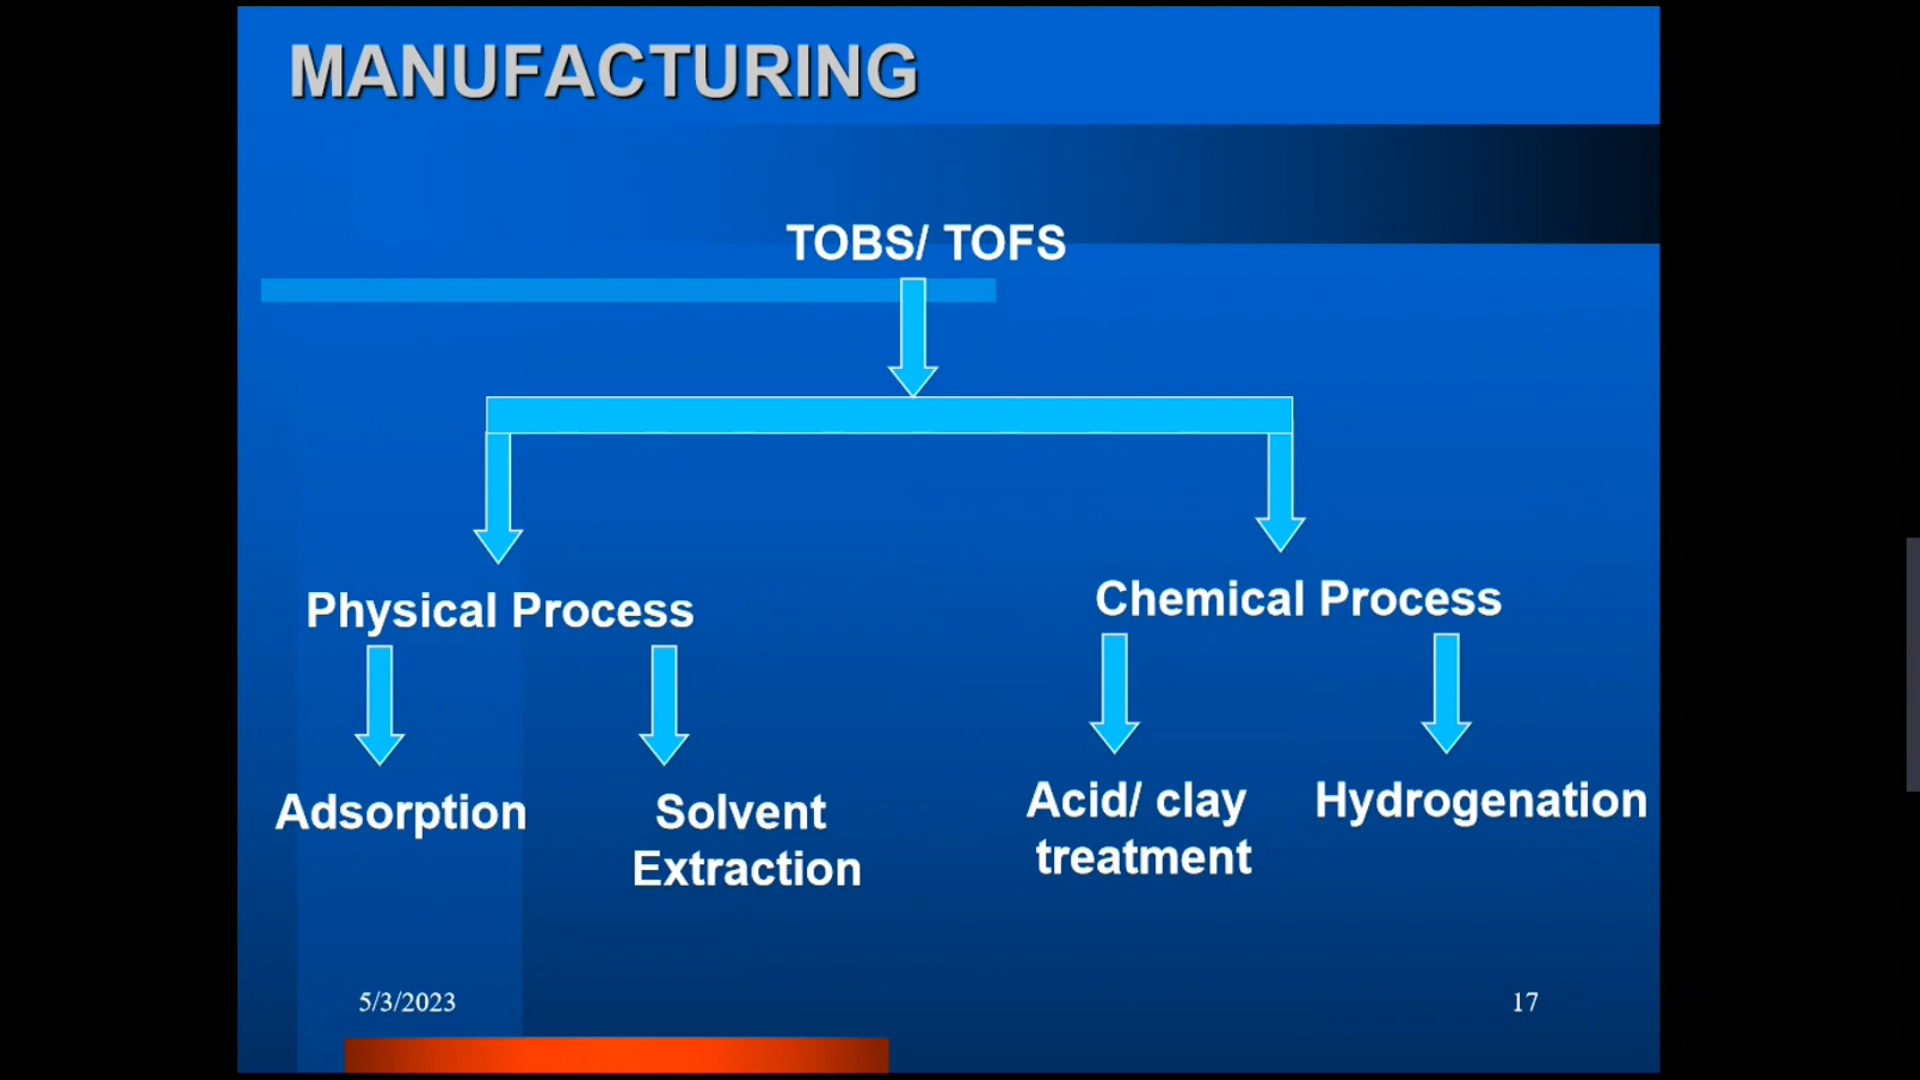 MANUFACTURING
TOBS/ TOFS
Physical Process
Chemical Process
Adsorption
Solvent
Extraction
Acid/ clay
treatment
Hydrogenation
5/3/2023
17